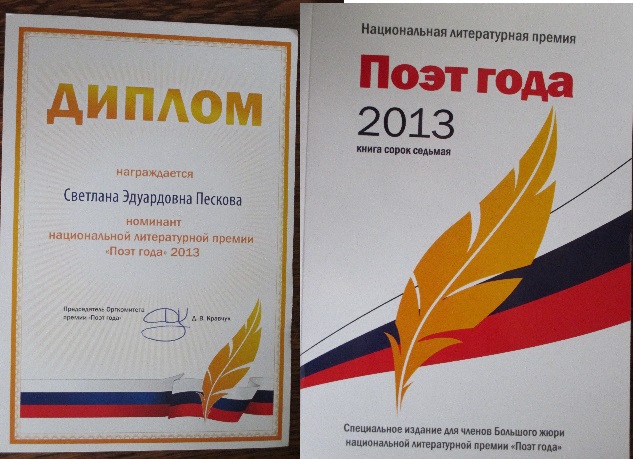 ДИПЛОМ
награждается
Светлана Эдуардовна Пескова
номинант
национальной литературной премии
«Поэт года» 2013
Председатель Оргкомитета
премии «Поэт года»
Д. В. Кравчук
Национальная литературная премия
Поэт года
2013
книга сорок седьмая
Специальное издание для членов Большого жюри
национальной литературной премии «Поэт года»